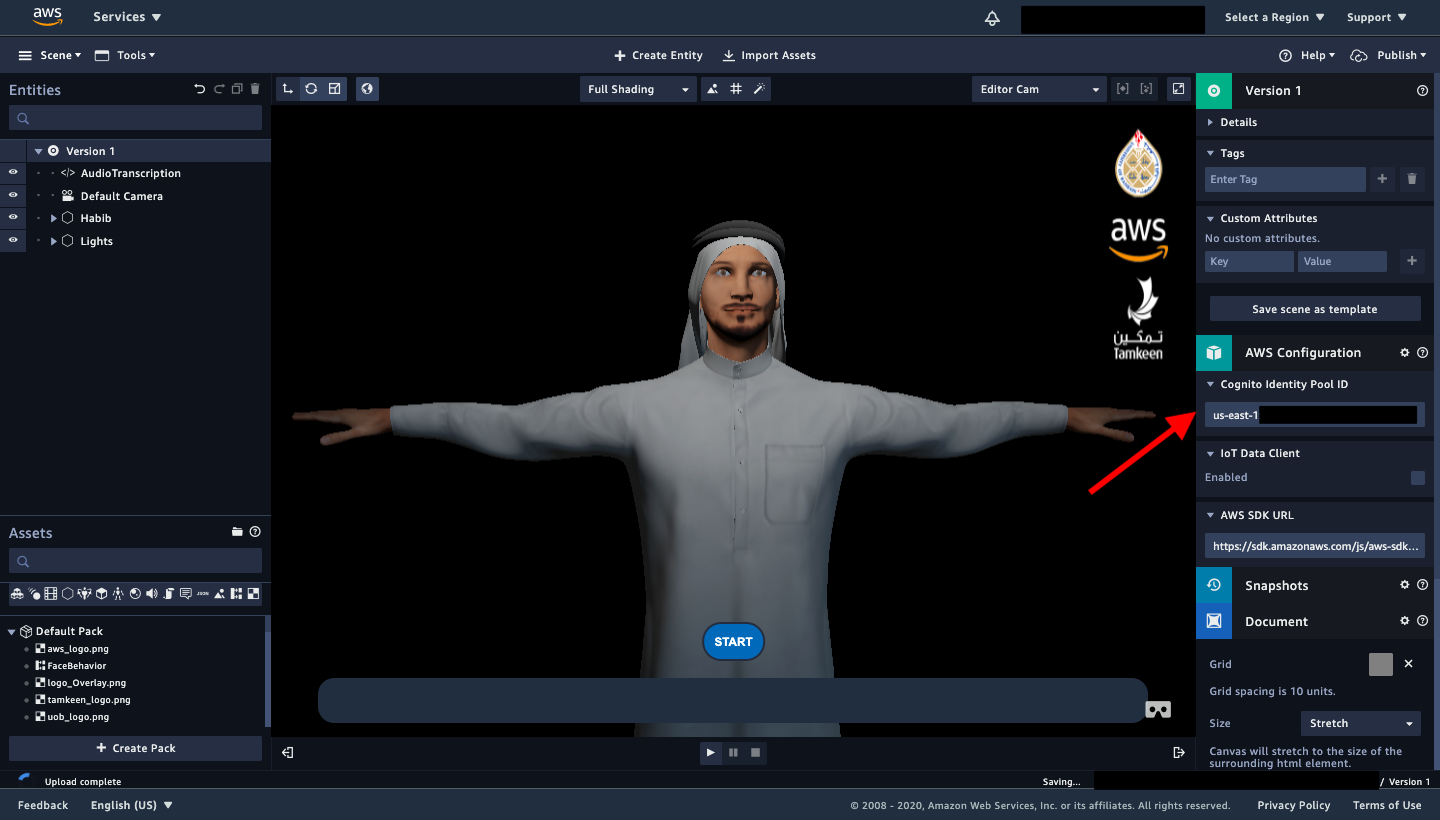 aws
Services
Select a Region
Support
Scene
Tools
Create Entity
Import Assets
Help
Publish
Entities
Version 1
AudioTranscription
Default Camera
Habib
Lights
Assets
JSON
Default Pack
aws_logo.png
FaceBehavior
logo_Overlay.png
tamkeen_logo.png
uob_logo.png
Create Pack
Full Shading
Editor Cam
aws
تمكين
Tamkeen
START
Version 1
Details
Tags
Enter Tag
Custom Attributes
No custom attributes.
Key
Value
Save scene as template
AWS Configuration
Cognito Identity Pool ID
us-east-1
IoT Data Client
Enabled
AWS SDK URL
https://sdk.amazonaws.com/js/aws-sdk...
Snapshots
Document
Grid
Grid spacing is 10 units.
Size
Stretch
Canvas will stretch to the size of the
surrounding html element.
Upload complete
Saving...
/ Version 1
Feedback
English (US)
© 2008 - 2020, Amazon Web Services, Inc. or its affiliates. All rights reserved.
Privacy Policy
Terms of Use